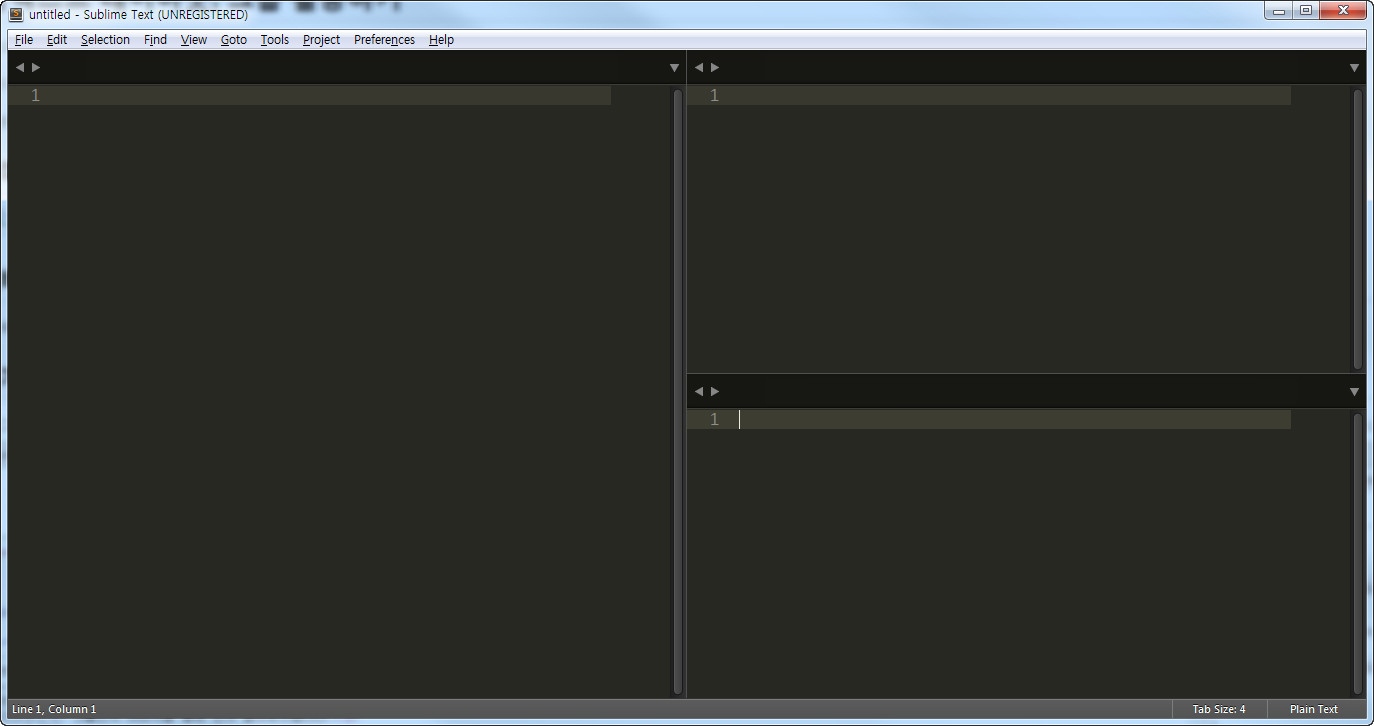 untitled - Sublime Text (UNREGISTERED)
File Edit Selection Find View Goto Tools Project Preferences Help
1
1
1
Line 1, Column 1 Tab Size: 4 Plain Text